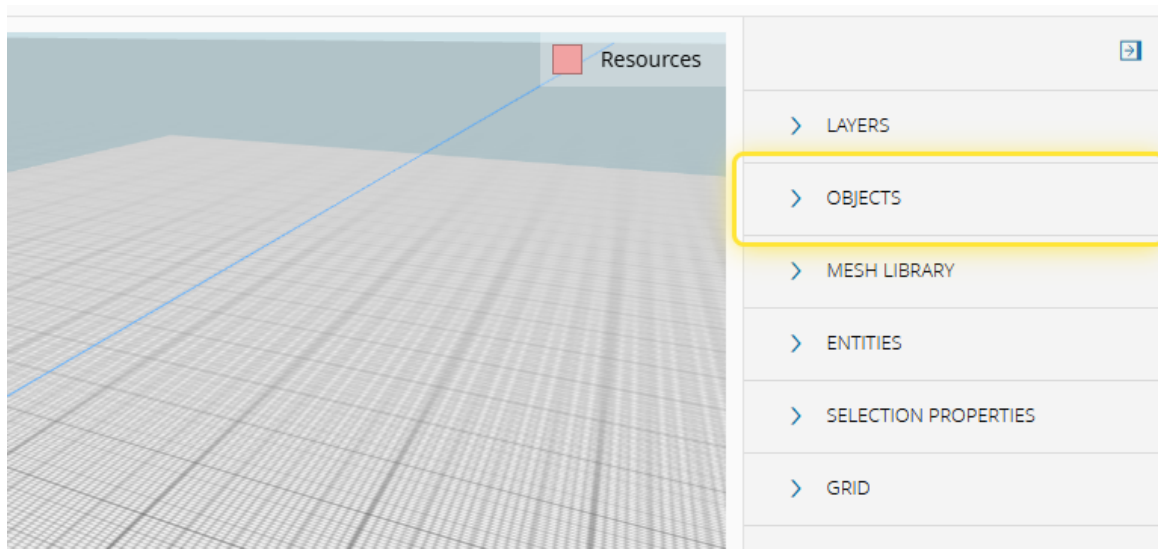 Resources
LAYERS
OBJECTS
MESH LIBRARY
ENTITIES
SELECTION PROPERTIES
GRID